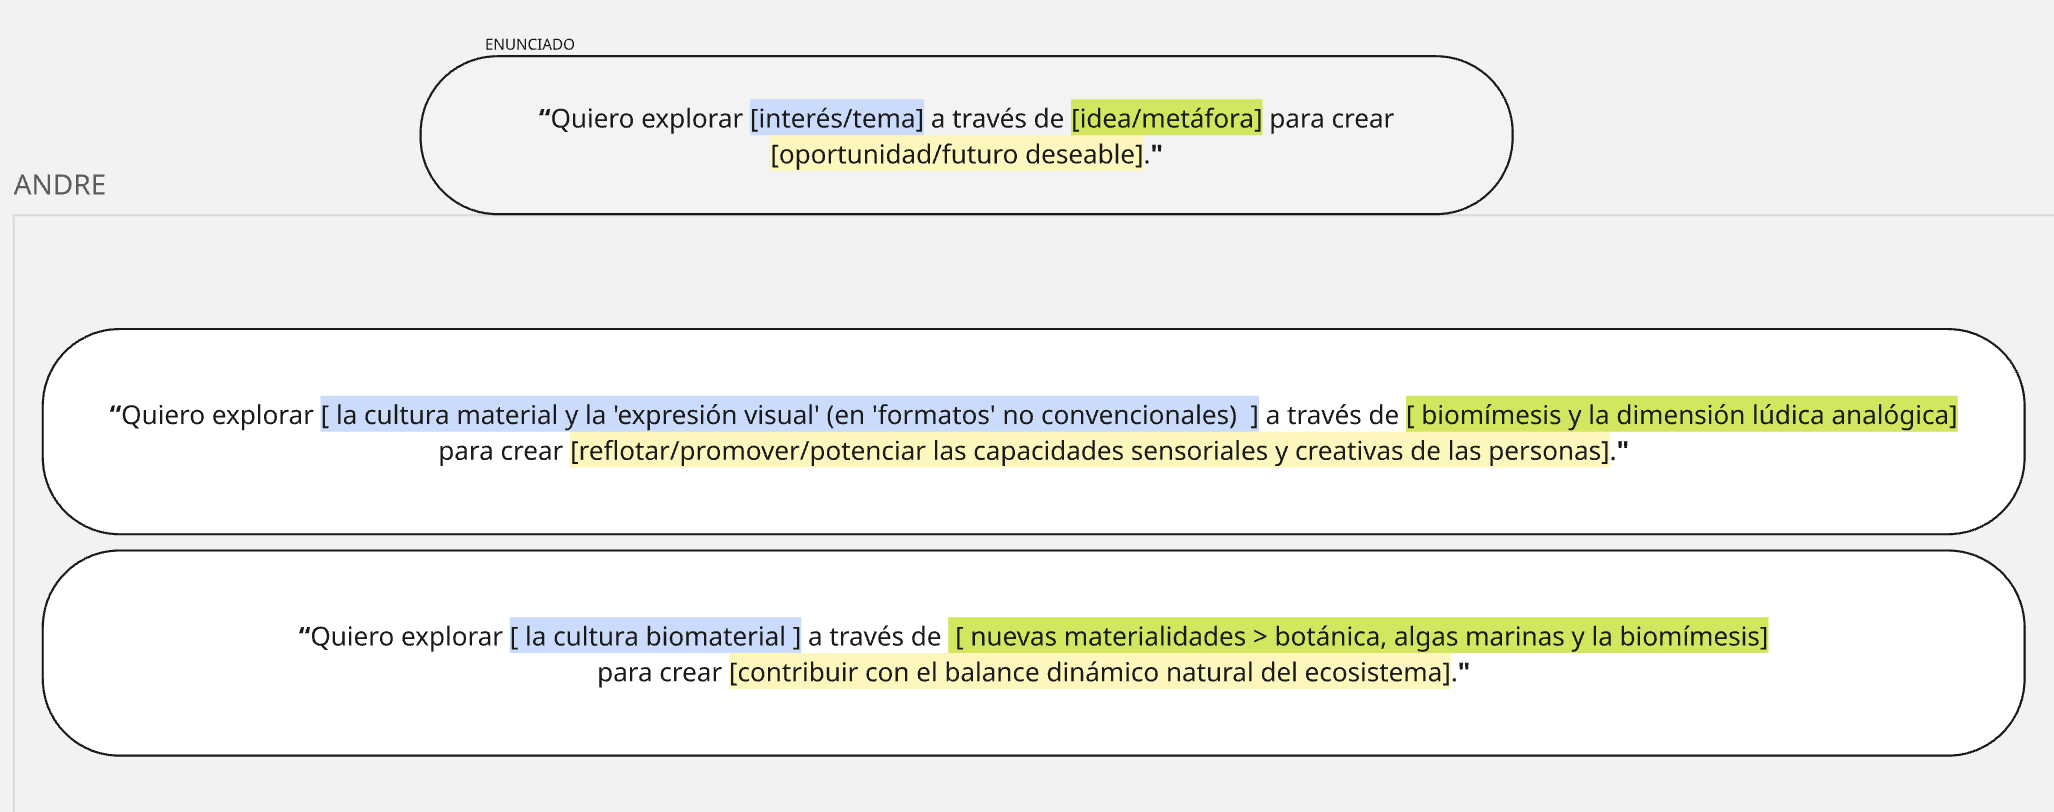 ENUNCIADO
“Quiero explorar [interés/tema] a través de [idea/metáfora] para crear
[oportunidad/futuro deseable]."
ANDRE
“Quiero explorar [ la cultura material y la 'expresión visual' (en 'formatos' no convencionales)  ] a través de [ biomímesis y la dimensión lúdica analógica]
para crear [reflotar/promover/potenciar las capacidades sensoriales y creativas de las personas]."
“Quiero explorar [ la cultura biomaterial ] a través de  [ nuevas materialidades > botánica, algas marinas y la biomímesis]
para crear [contribuir con el balance dinámico natural del ecosistema]."